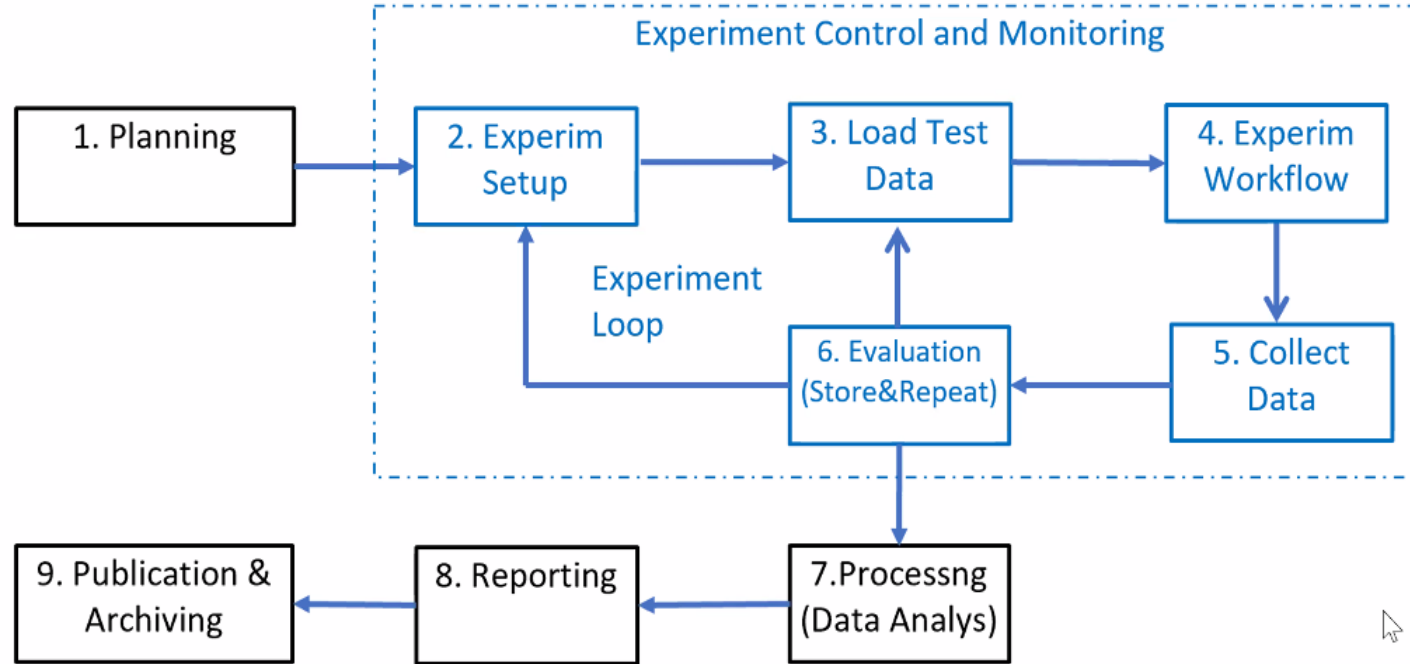 Experiment Control and Monitoring
1. Planning
2. Experim
Setup
3. Load Test
Data
4. Experim
Workflow
Experiment
Loop
6. Evaluation
(Store&Repeat)
5. Collect
Data
9. Publication &
Archiving
8. Reporting
7.Processng
(Data Analys)